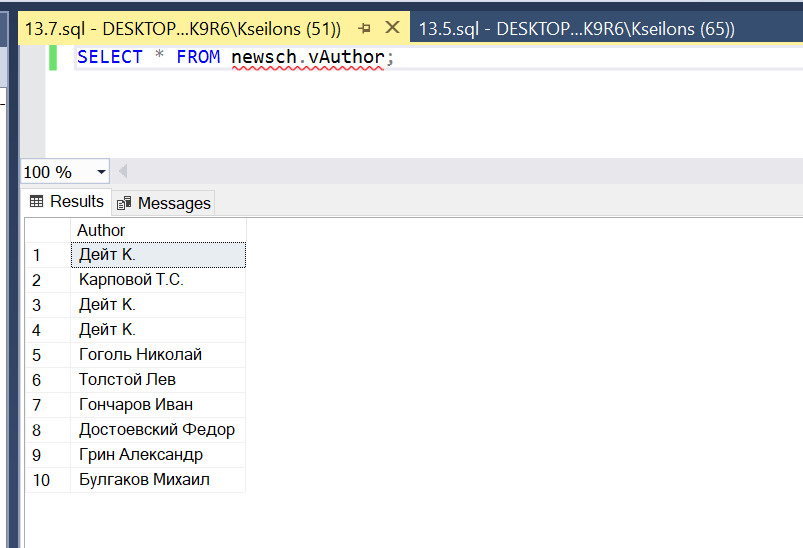 13.7.sql - DESKTOP...K9R6\Kseilons (51)) 13.5.sql - DESKTOP...K9R6\Kseilons (65))
SELECT * FROM newsch.vAuthor;
100 %
Results Messages
Author
1 Дейт К.
2 Карповой Т.С.
3 Дейт К.
4 Дейт К.
5 Гоголь Николай
6 Толстой Лев
7 Гончаров Иван
8 Достоевский Федор
9 Грин Александр
10 Булгаков Михаил